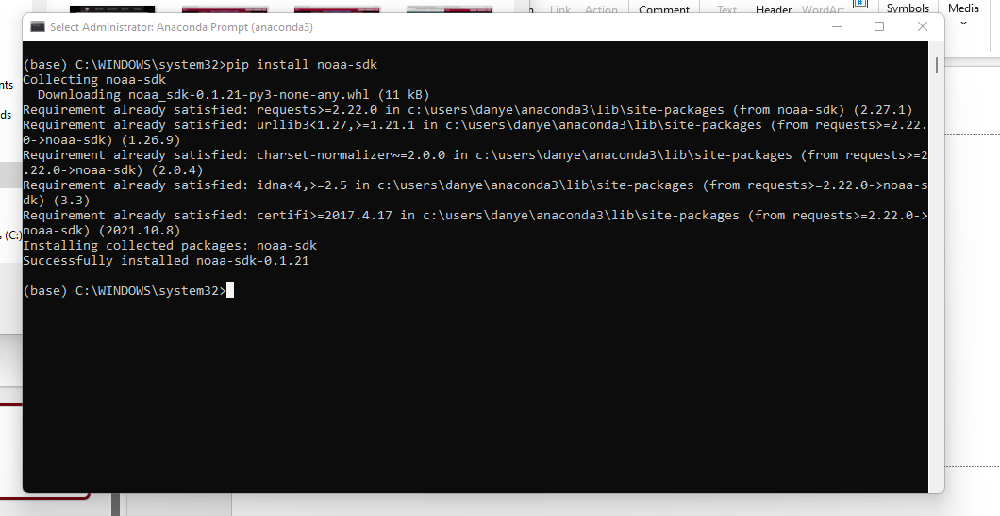 Link Action Comment Text Header WordArt Symbols Media
Select Administrator: Anaconda Prompt (anaconda3)
(base) C:\WINDOWS\system32>pip install noaa-sdk
Collecting noaa-sdk
  Downloading noaa_sdk-0.1.21-py3-none-any.whl (11 kB)
Requirement already satisfied: requests>=2.22.0 in c:\users\danye\anaconda3\lib\site-packages (from noaa-sdk) (2.27.1)
Requirement already satisfied: urllib3<1.27,>=1.21.1 in c:\users\danye\anaconda3\lib\site-packages (from requests>=2.22.
0->noaa-sdk) (1.26.9)
Requirement already satisfied: charset-normalizer~=2.0.0 in c:\users\danye\anaconda3\lib\site-packages (from requests>=2
.22.0->noaa-sdk) (2.0.4)
Requirement already satisfied: idna<4,>=2.5 in c:\users\danye\anaconda3\lib\site-packages (from requests>=2.22.0->noaa-s
dk) (3.3)
Requirement already satisfied: certifi>=2017.4.17 in c:\users\danye\anaconda3\lib\site-packages (from requests>=2.22.0->
noaa-sdk) (2021.10.8)
Installing collected packages: noaa-sdk
Successfully installed noaa-sdk-0.1.21
(base) C:\WINDOWS\system32>
nts
ds
s (C:)